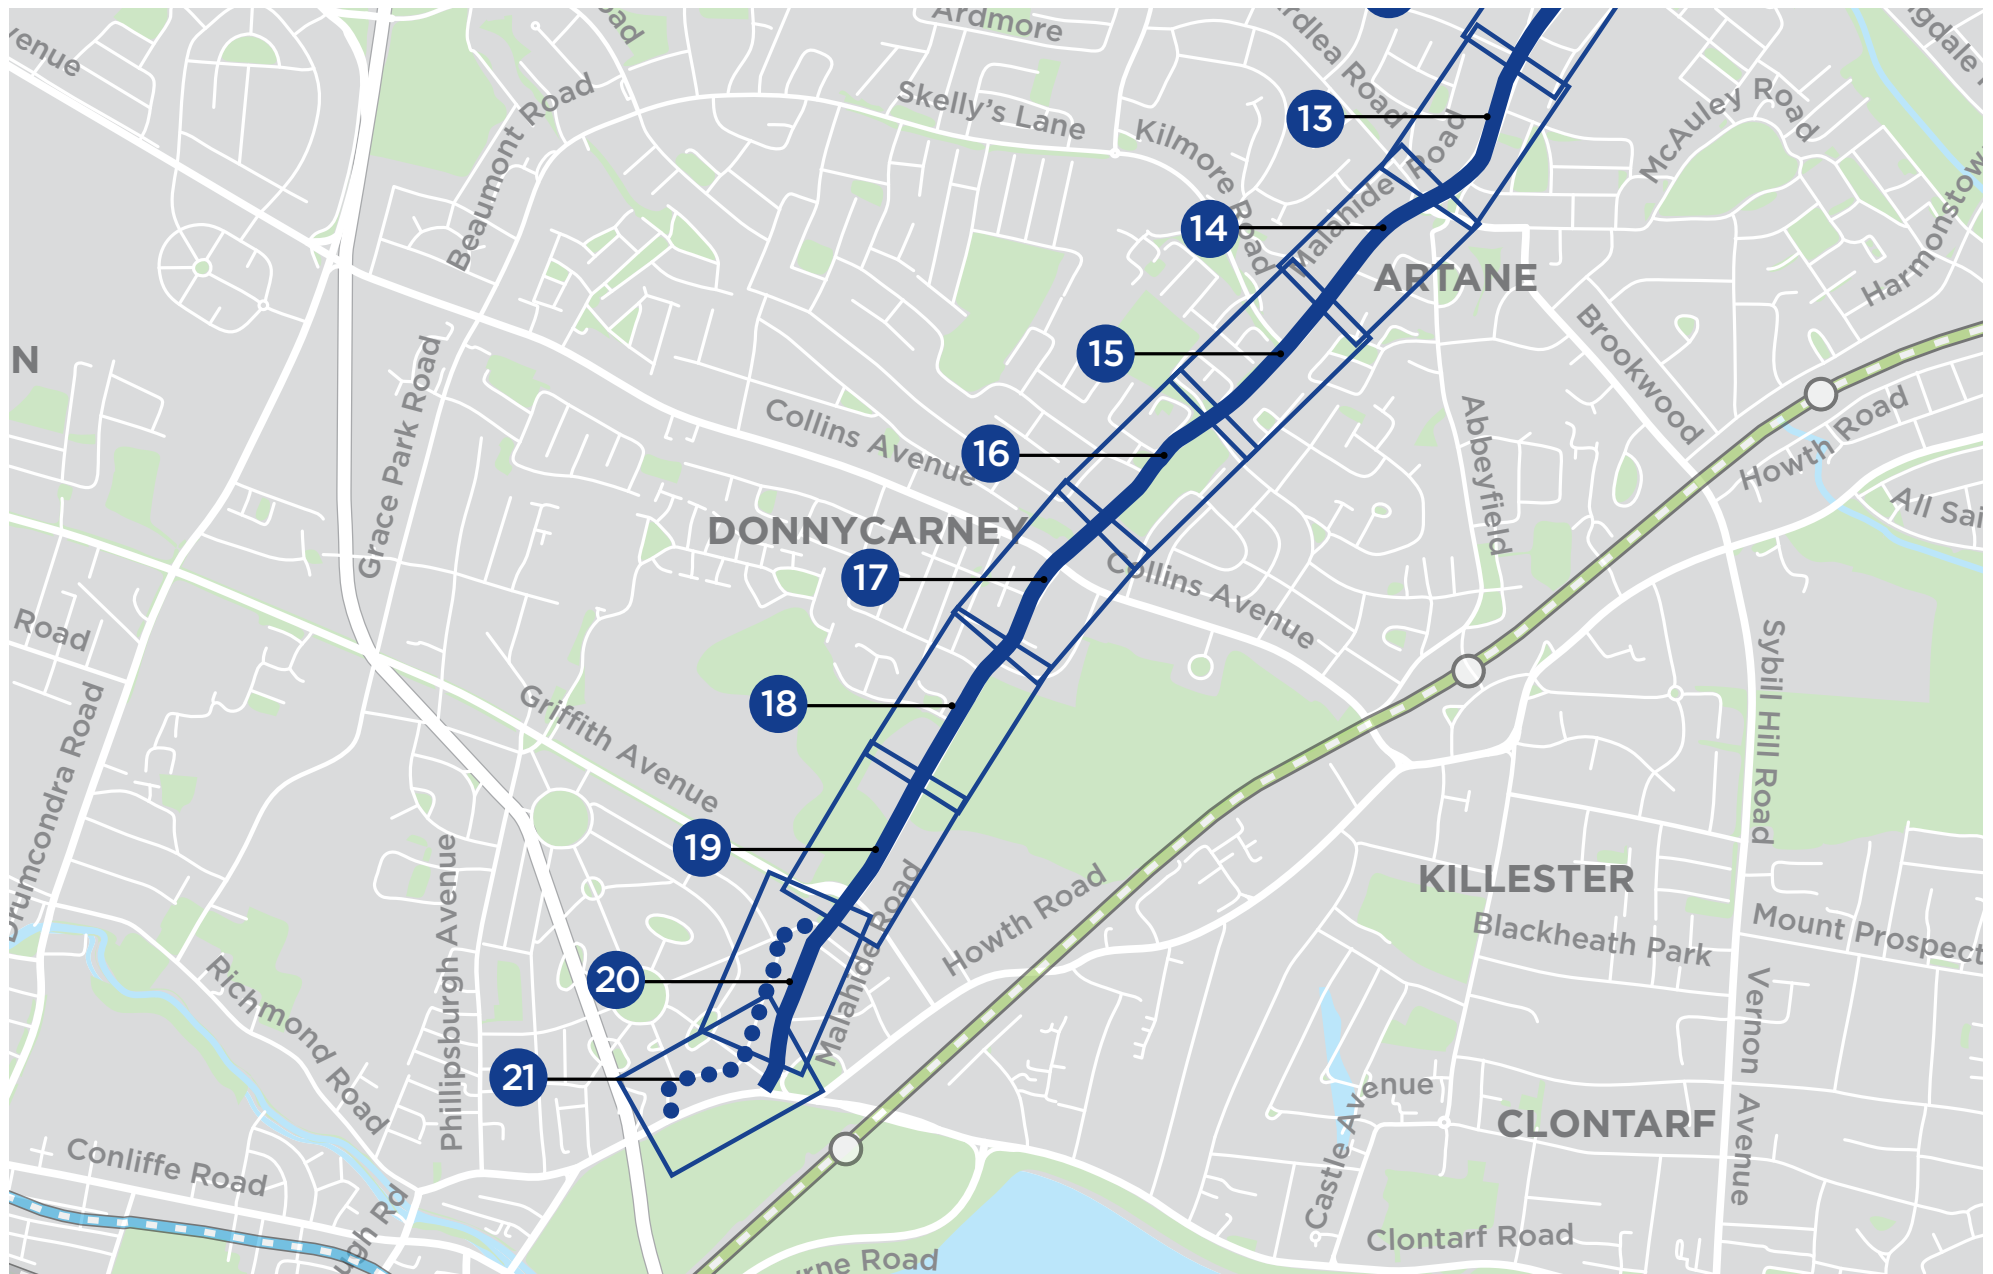 Ardmore
Skelly's Lane
Beaumont Road
Kilmore Road
Malahide Road
McAuley Road
13
14
ARTANE
N
15
Brookwood
Grace Park Road
Collins Avenue
16
Abbeyfield
Howth Road
DONNYCARNEY
17
Collins Avenue
Road
Sybill Hill Road
Griffith Avenue
18
Drumcondra Road
19
KILLESTER
Blackheath Park
Mount Prospect
Malahide Road
Howth Road
Phillipsburgh Avenue
Richmond Road
20
Vernon Avenue
21
Castle Avenue
CLONTARF
Conliffe Road
Clontarf Road